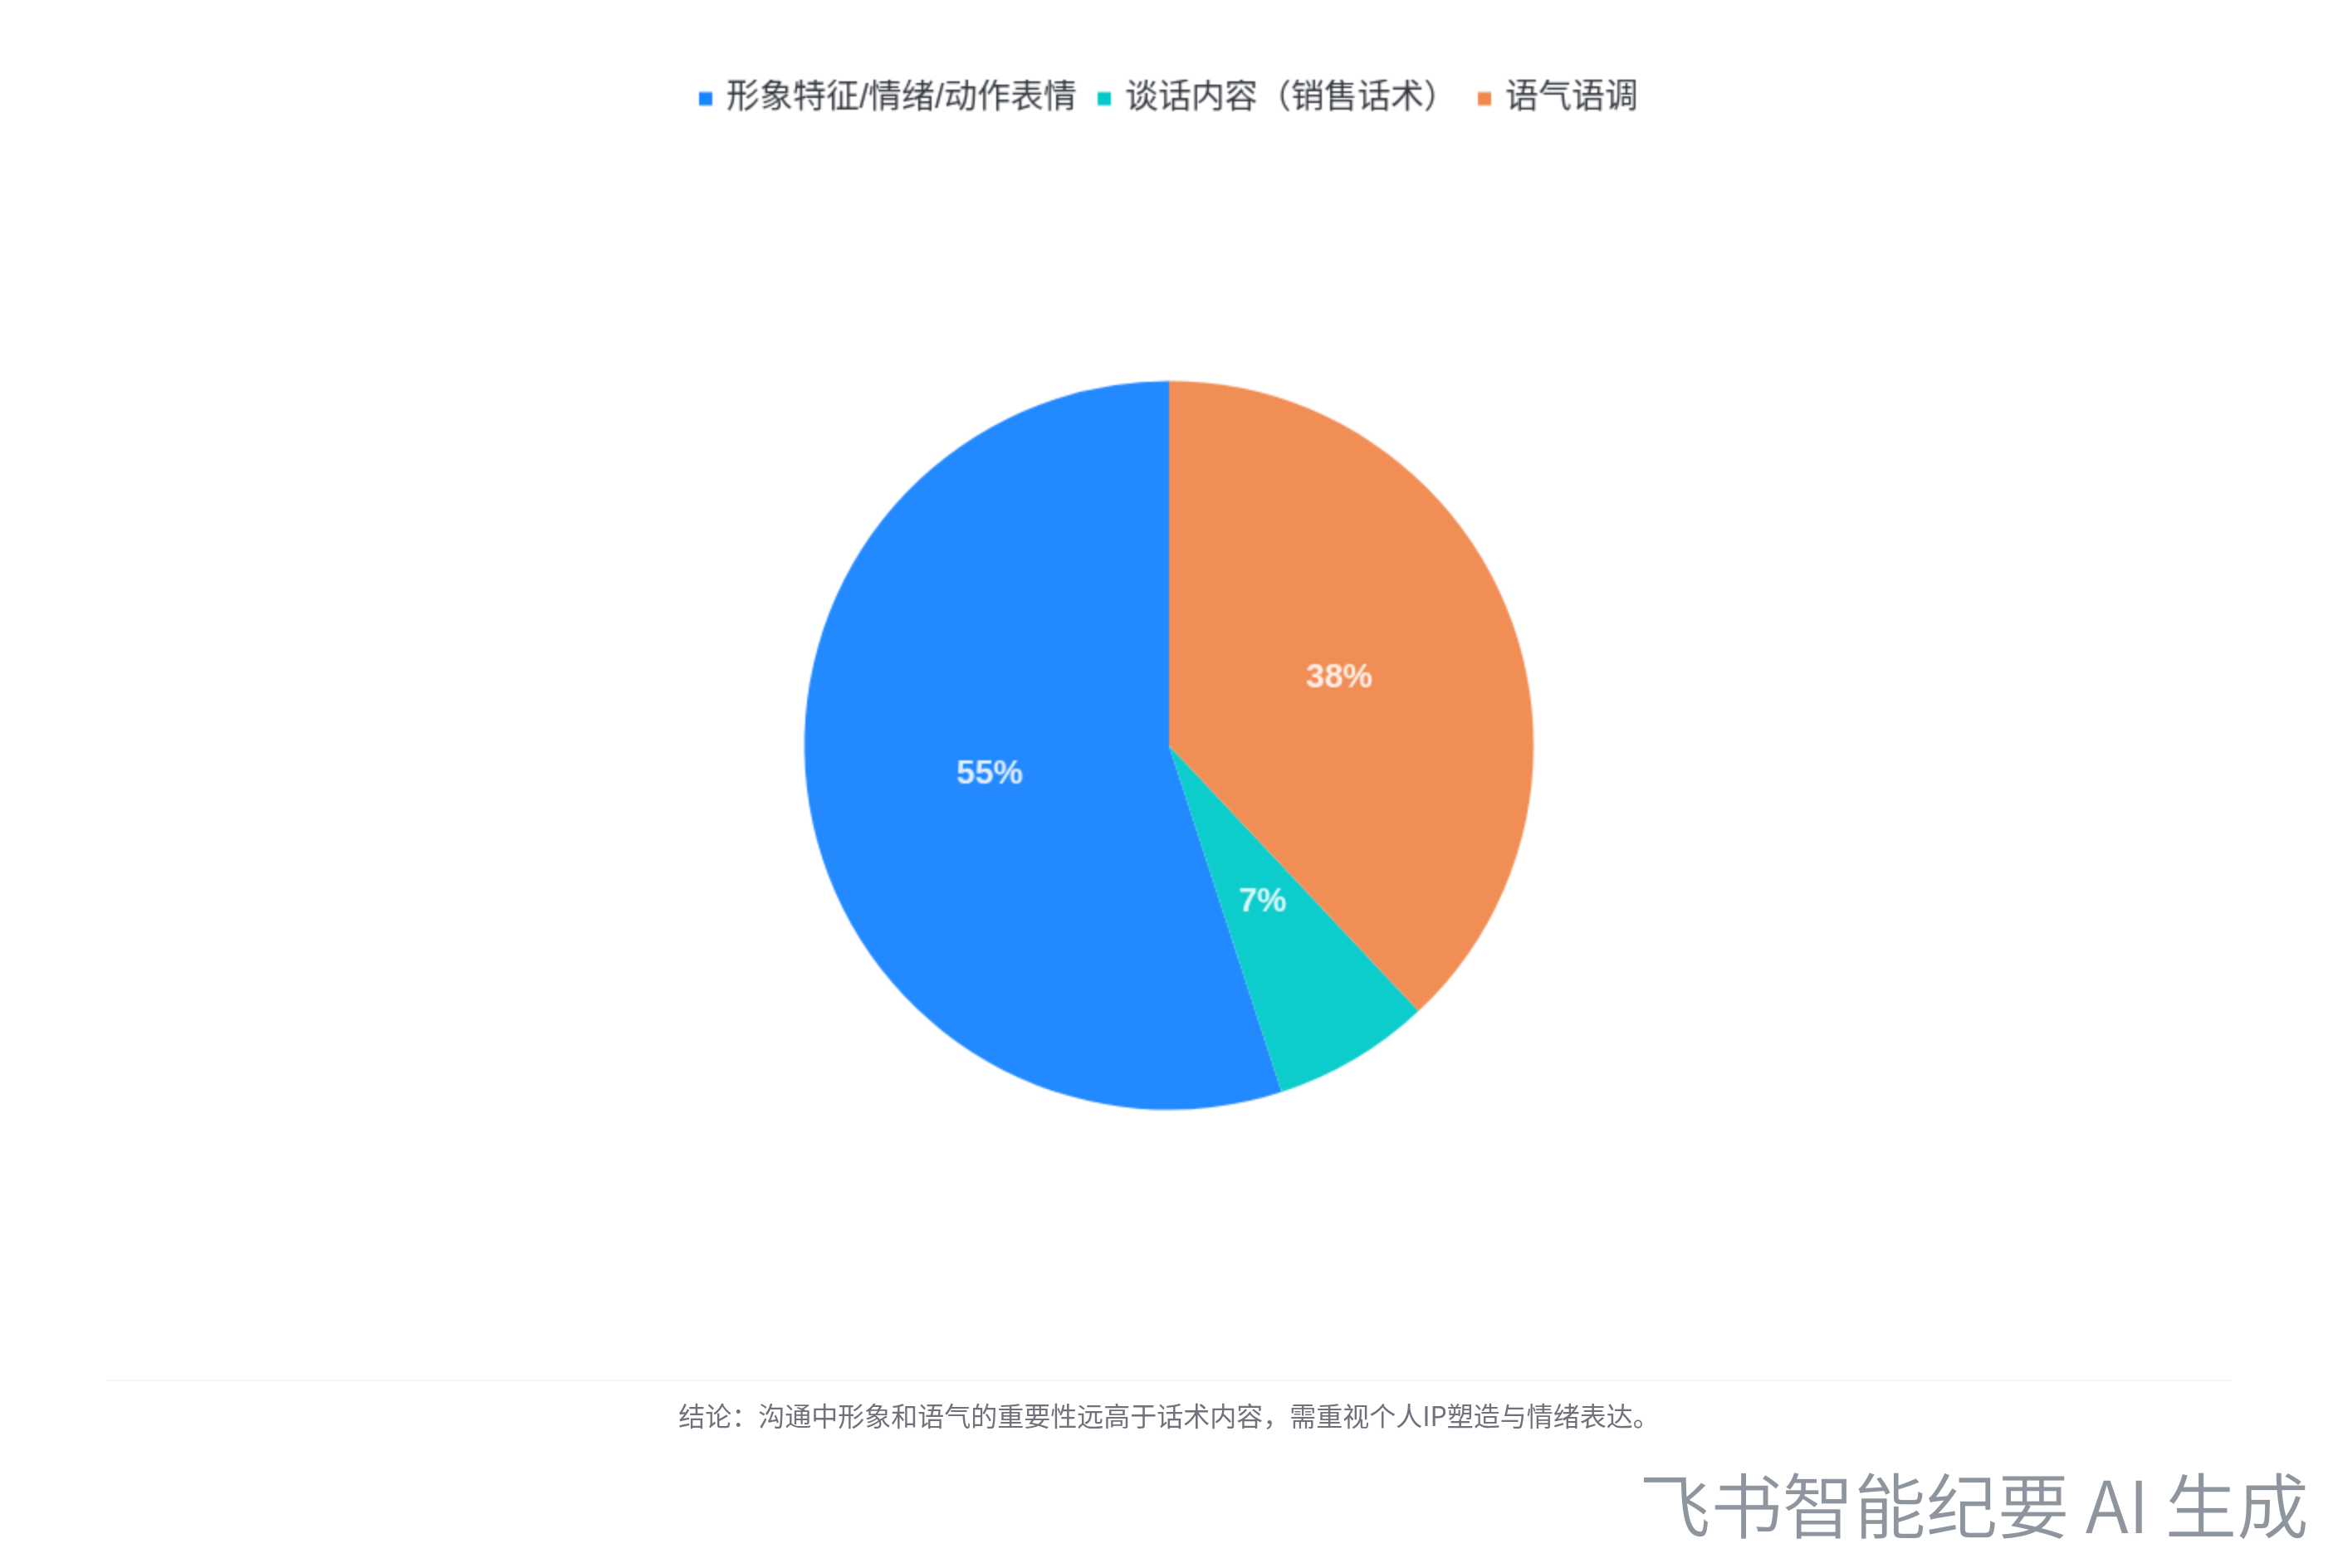 形象特征/情绪/动作表情 谈话内容（销售话术） 语气语调
38%
55%
7%
结论：沟通中形象和语气的重要性远高于话术内容，需重视个人IP塑造与情绪表达。
飞书智能纪要 AI 生成